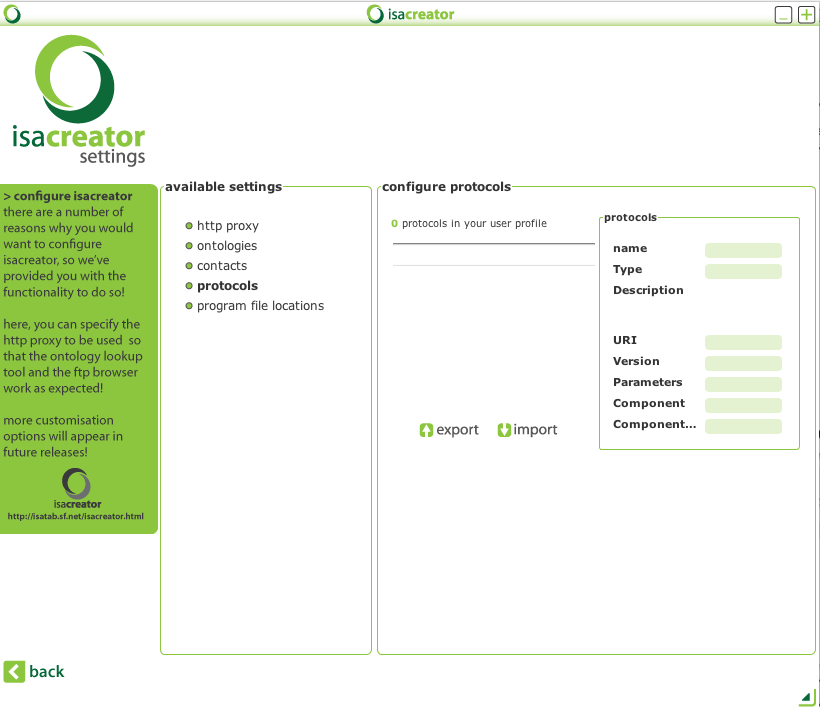 isacreator
isacreator
settings
> configure isacreator
there are a number of
reasons why you would
want to configure
isacreator, so we've
provided you with the
functionality to do so!
here, you can specify the
http proxy to be used so
that the ontology lookup
tool and the ftp browser
work as expected!
more customisation
options will appear in
future releases!
isacreator
http://isatab.sf.net/isacreator.html
available settings
http proxy
ontologies
contacts
protocols
program file locations
configure protocols
0 protocols in your user profile
export import
protocols
name
Type
Description
URI
Version
Parameters
Component
Component...
back